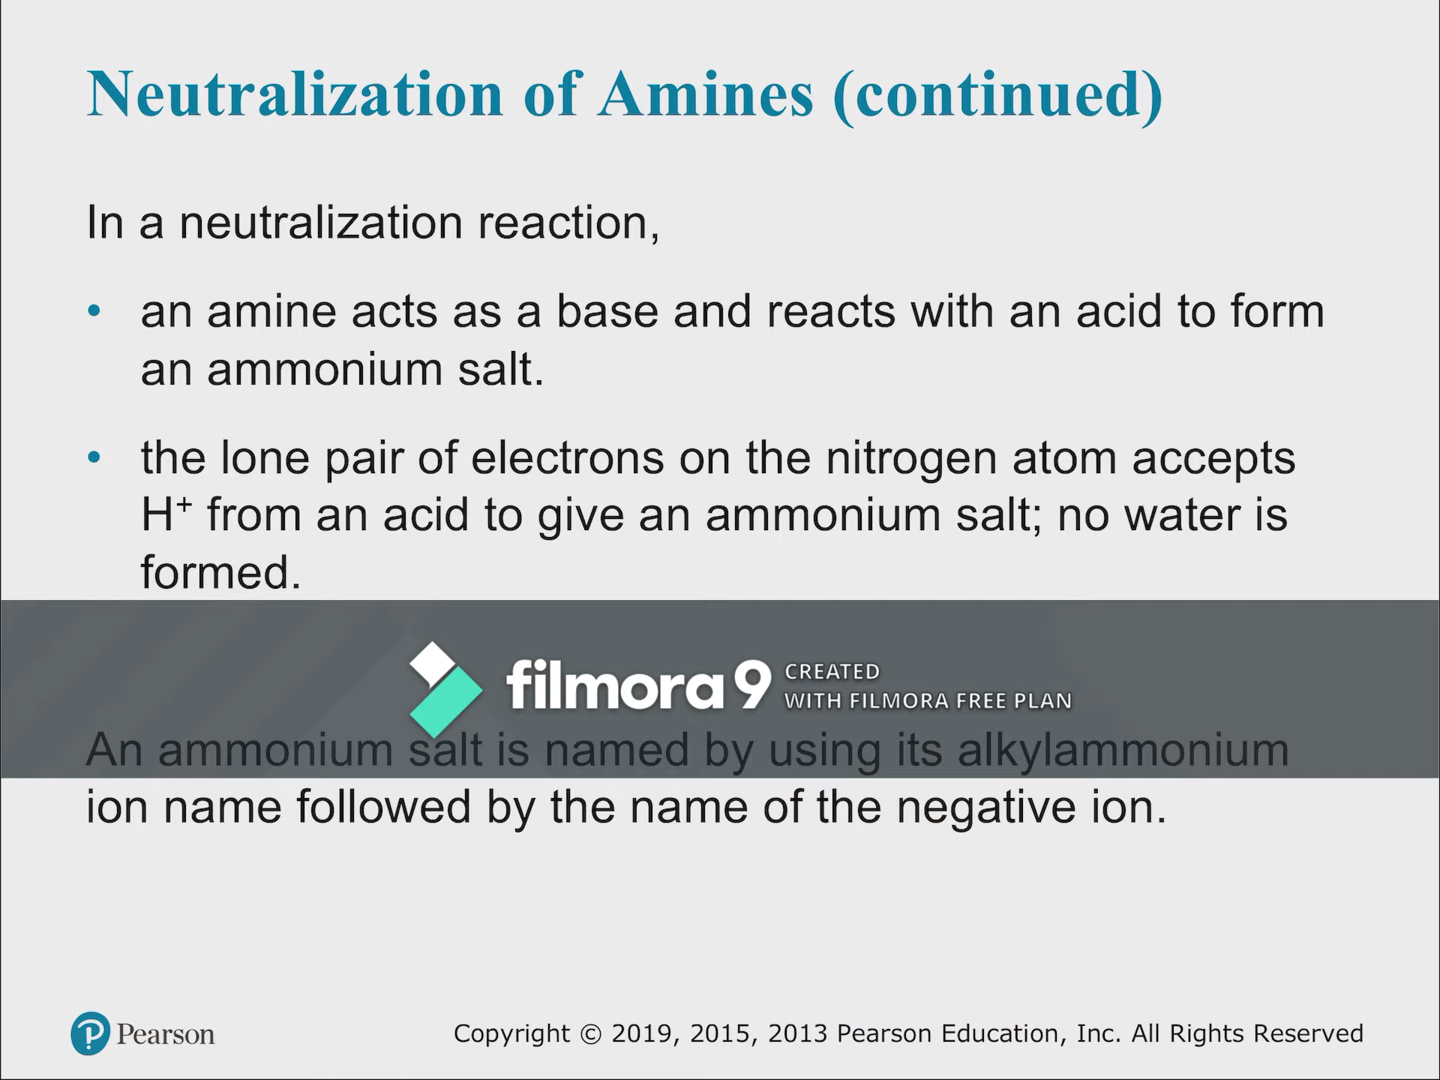 Neutralization of Amines (continued)
In a neutralization reaction,
• an amine acts as a base and reacts with an acid to form
an ammonium salt.
• the lone pair of electrons on the nitrogen atom accepts
H⁺ from an acid to give an ammonium salt; no water is
formed.
filmora9 CREATED
WITH FILMORA FREE PLAN
An ammonium salt is named by using its alkylammonium
ion name followed by the name of the negative ion.
Pearson
Copyright © 2019, 2015, 2013 Pearson Education, Inc. All Rights Reserved